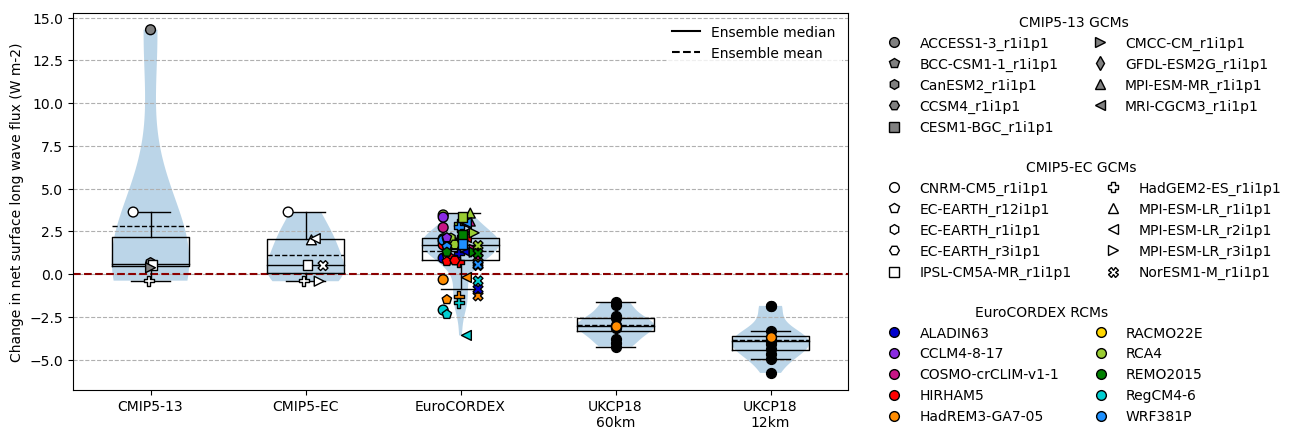 Change in net surface long wave flux (W m-2)
15.0
12.5
10.0
7.5
5.0
2.5
0.0
−2.5
−5.0
Ensemble median
Ensemble mean
CMIP5-13
CMIP5-EC
EuroCORDEX
UKCP18
60km
UKCP18
12km
CMIP5-13 GCMs
ACCESS1-3_r1i1p1
BCC-CSM1-1_r1i1p1
CanESM2_r1i1p1
CCSM4_r1i1p1
CESM1-BGC_r1i1p1
CMCC-CM_r1i1p1
GFDL-ESM2G_r1i1p1
MPI-ESM-MR_r1i1p1
MRI-CGCM3_r1i1p1
CMIP5-EC GCMs
CNRM-CM5_r1i1p1
EC-EARTH_r12i1p1
EC-EARTH_r1i1p1
EC-EARTH_r3i1p1
IPSL-CM5A-MR_r1i1p1
HadGEM2-ES_r1i1p1
MPI-ESM-LR_r1i1p1
MPI-ESM-LR_r2i1p1
MPI-ESM-LR_r3i1p1
NorESM1-M_r1i1p1
EuroCORDEX RCMs
ALADIN63
CCLM4-8-17
COSMO-crCLIM-v1-1
HIRHAM5
HadREM3-GA7-05
RACMO22E
RCA4
REMO2015
RegCM4-6
WRF381P